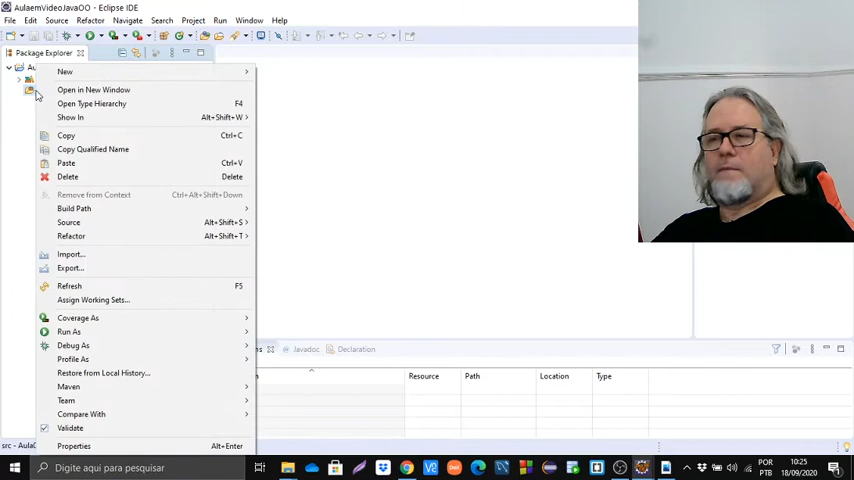 AulaemVideoJavaOO - Eclipse IDE
File Edit Source Refactor Navigate Search Project Run Window Help
Package Explorer
Au
New
Open in New Window
Open Type Hierarchy F4
Show In Alt+Shift+W
Copy Ctrl+C
Copy Qualified Name
Paste Ctrl+V
Delete Delete
Remove from Context Ctrl+Alt+Shift+Down
Build Path
Source Alt+Shift+S
Refactor Alt+Shift+T
Import...
Export...
Refresh F5
Assign Working Sets...
Coverage As
Run As
Debug As
Profile As
Restore from Local History...
Maven
Team
Compare With
Validate
Properties Alt+Enter
ns Javadoc Declaration
Resource Path Location Type
src - Aula
Digite aqui para pesquisar
POR
PTB
10:25
18/09/2020